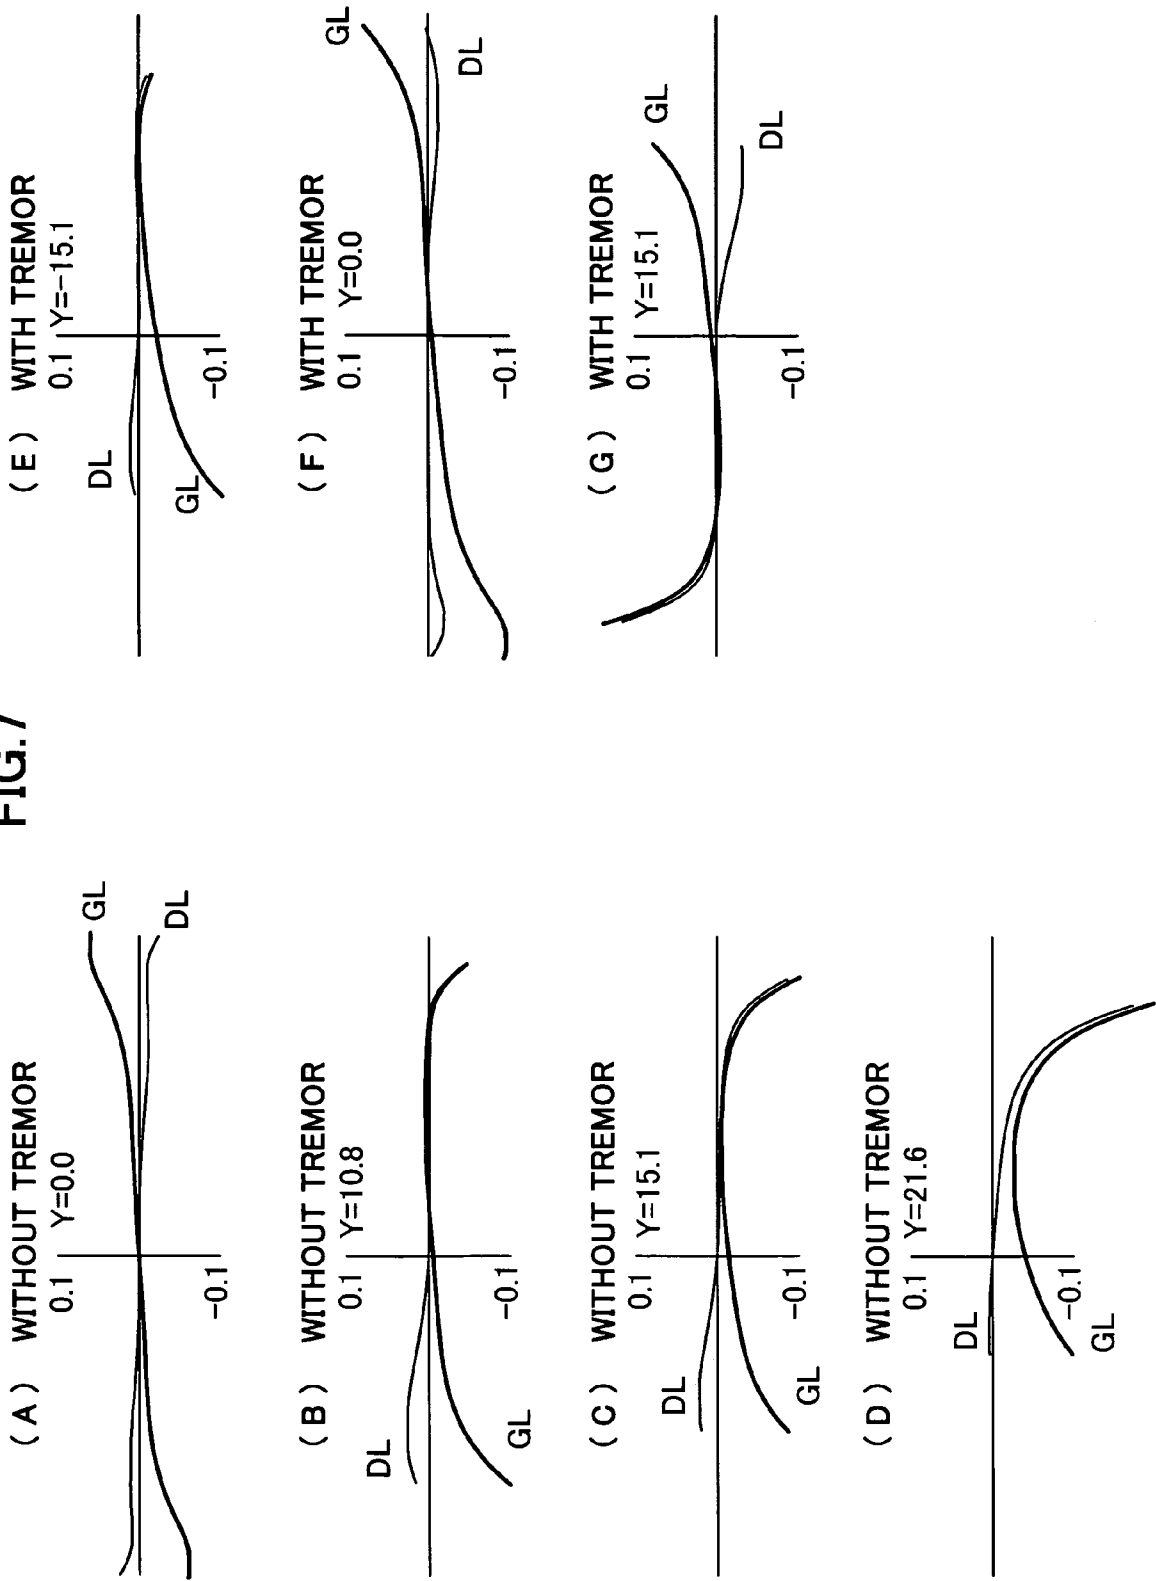 FIG.7
(A) WITHOUT TREMOR
Y=0.0
0.1
-0.1
GL
DL
(B) WITHOUT TREMOR
Y=10.8
0.1
-0.1
DL
GL
(C) WITHOUT TREMOR
Y=15.1
0.1
-0.1
DL
GL
(D) WITHOUT TREMOR
Y=21.6
0.1
-0.1
DL
GL
(E) WITH TREMOR
Y=-15.1
0.1
-0.1
DL
GL
(F) WITH TREMOR
Y=0.0
0.1
-0.1
GL
DL
(G) WITH TREMOR
Y=15.1
0.1
-0.1
GL
DL